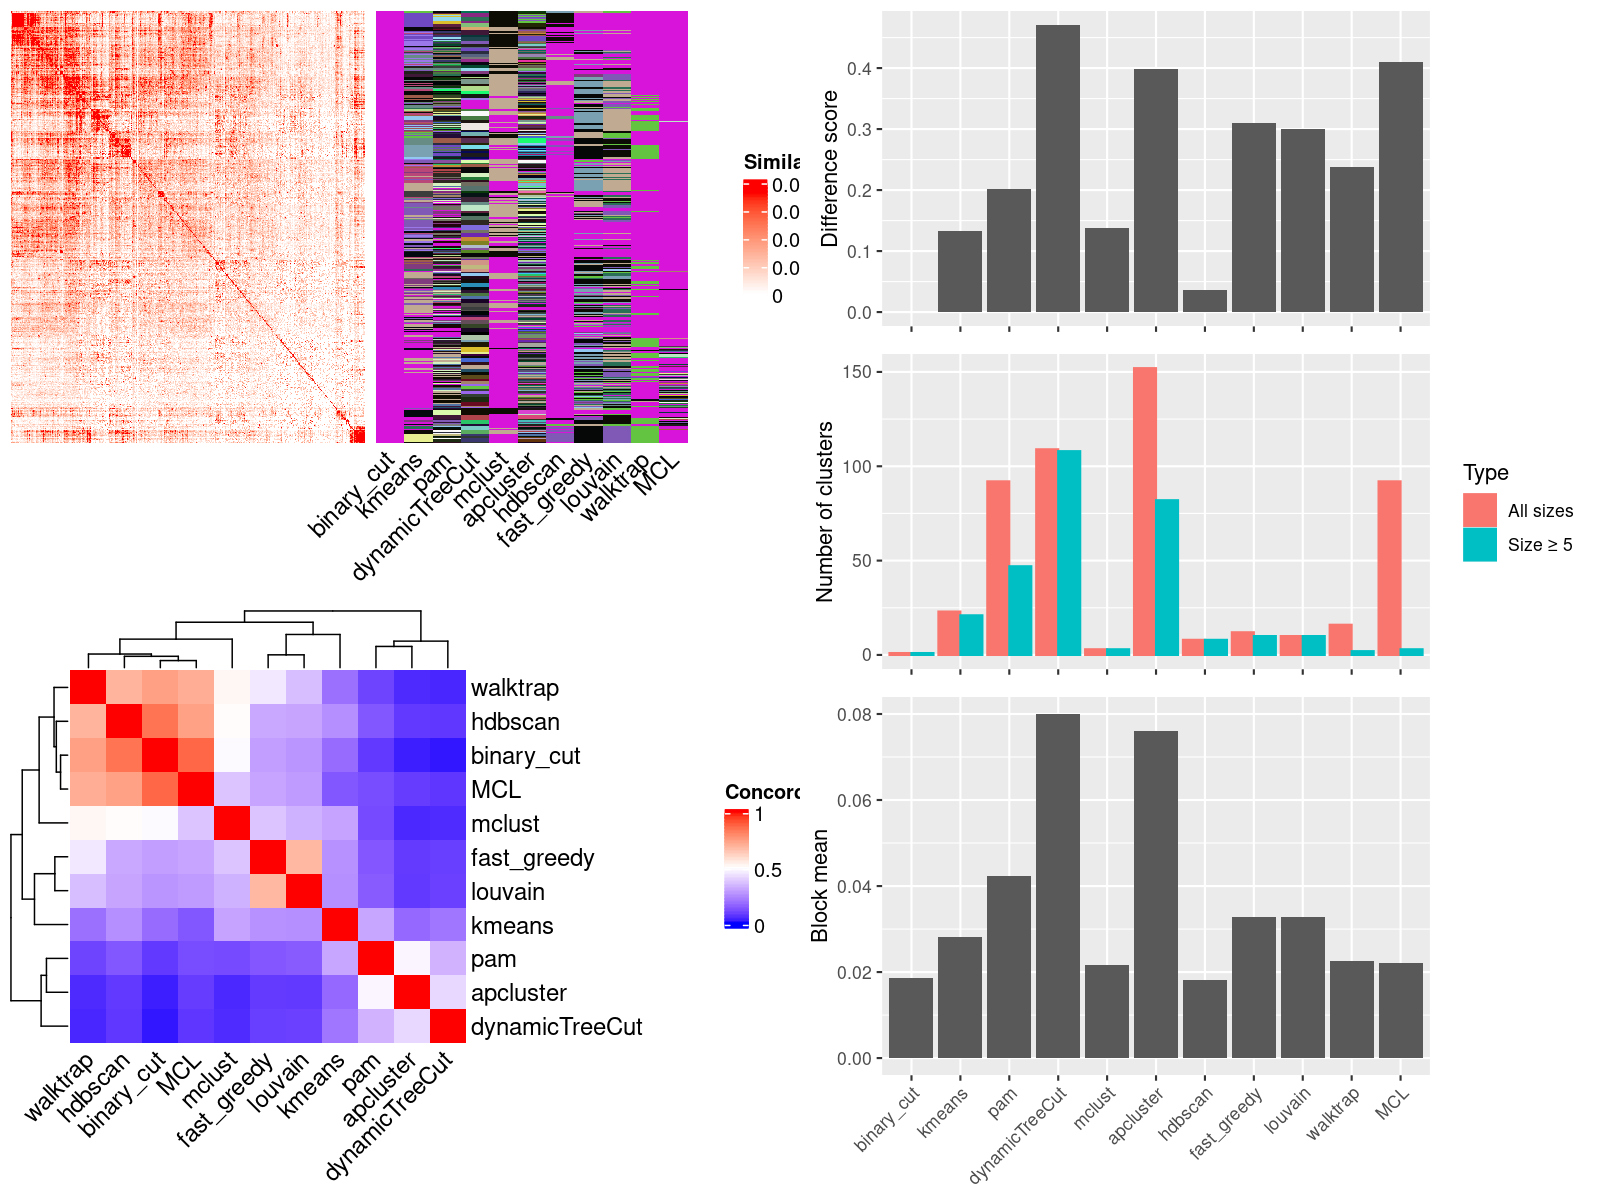 Simila
0.0
0.0
0.0
0.0
0
binary_cut
kmeans
pam
dynamicTreeCut
mclust
apcluster
hdbscan
fast_greedy
louvain
walktrap
MCL
walktrap
hdbscan
binary_cut
MCL
mclust
fast_greedy
louvain
kmeans
pam
apcluster
dynamicTreeCut
walktrap
hdbscan
binary_cut
MCL
mclust
fast_greedy
louvain
kmeans
pam
apcluster
dynamicTreeCut
Concorc
1
0.5
0
Difference score
0.4
0.3
0.2
0.1
0.0
Number of clusters
150
100
50
0
Type
All sizes
Size ≥ 5
Block mean
0.08
0.06
0.04
0.02
0.00
binary_cut
kmeans
pam
dynamicTreeCut
mclust
apcluster
hdbscan
fast_greedy
louvain
walktrap
MCL